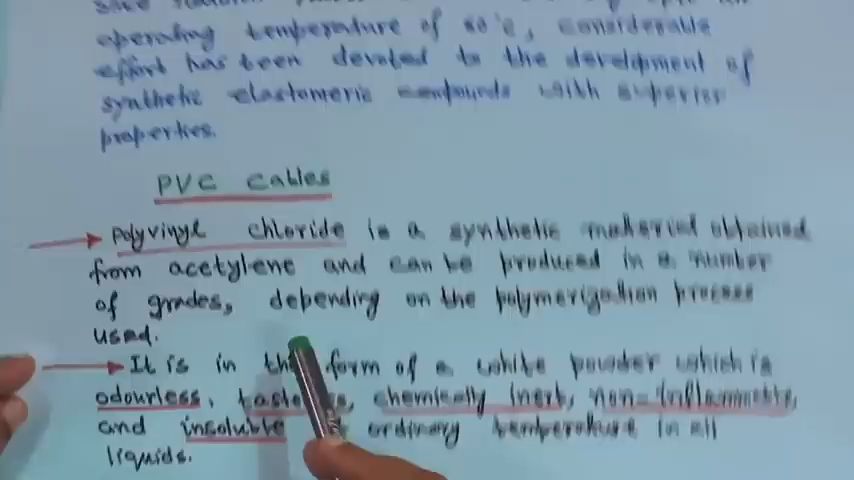 operating temperature of 80°c, considerable
effort has been devoted to the development of
synthetic elastomeric compounds with superior
properties.
PVC Cables
→ Polyvinyl chloride is a synthetic material obtained
from acetylene and can be produced in a number
of grades, depending on the polymerization process
used.
→ It is in the form of a white powder which is
odourless, chemically inert, non-inflammable,
and insoluble ordinary temperature in all
liquids.